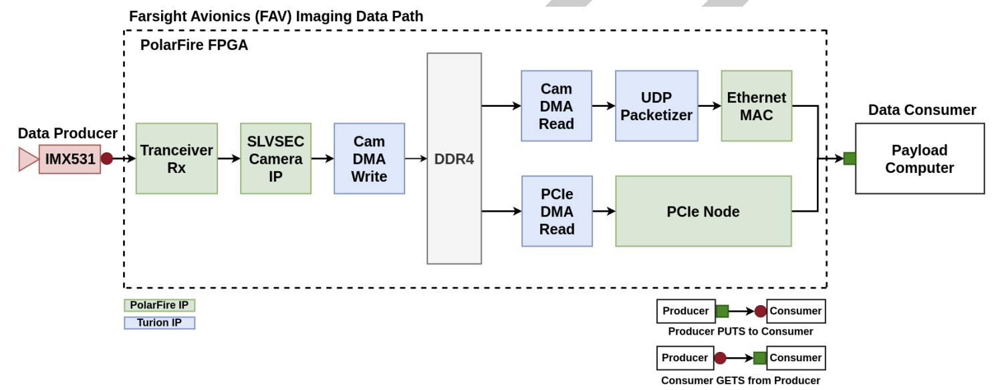 Farsight Avionics (FAV) Imaging Data Path
PolarFire FPGA
Data Producer
IMX531
Tranceiver
Rx
SLVSEC
Camera
IP
Cam
DMA
Write
DDR4
Cam
DMA
Read
UDP
Packetizer
Ethernet
MAC
PCIe
DMA
Read
PCIe Node
Data Consumer
Payload
Computer
PolarFire IP
Turion IP
Producer
Consumer
Producer PUTS to Consumer
Producer
Consumer
Consumer GETS from Producer